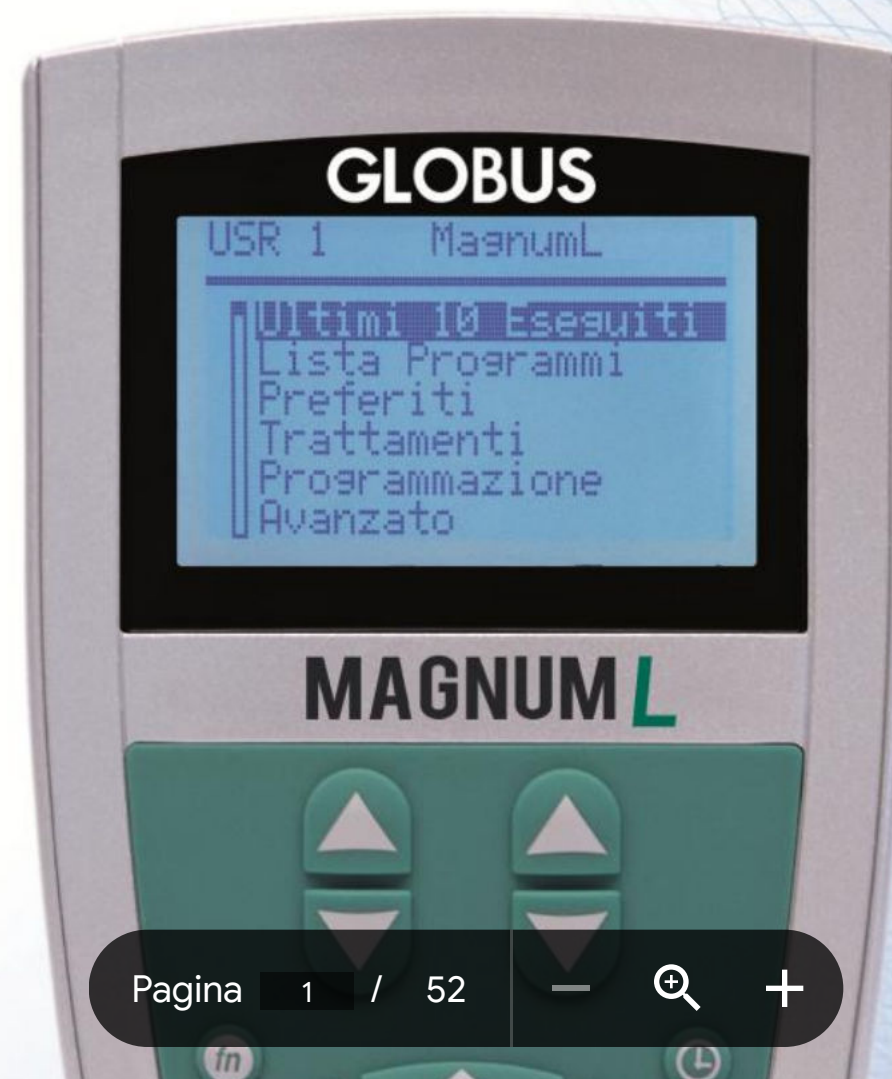 GLOBUS
USR 1 MagnumL
Ultimi 10 Eseguiti
Lista Programmi
Preferiti
Trattamenti
Programmazione
Avanzato
MAGNUM L
Pagina 1 / 52
fn